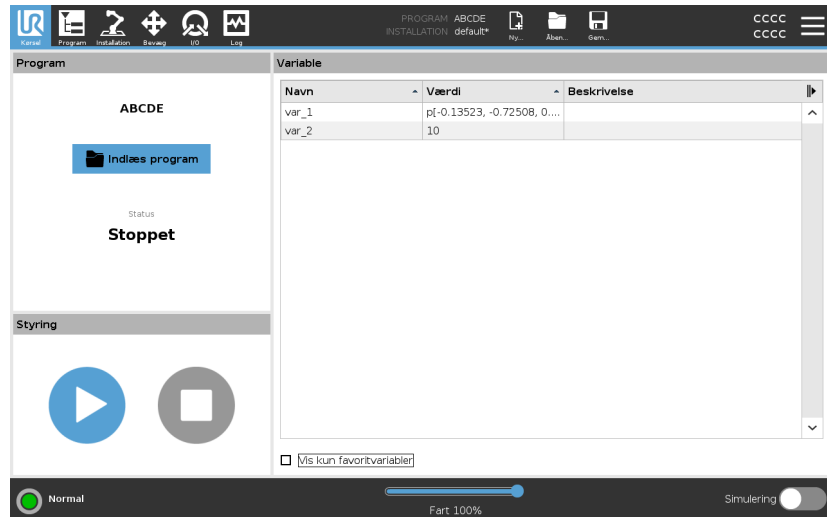 UR
Kørsel
Program
Installation
Bevæg
I/O
Log
PROGRAM ABCDE
INSTALLATION default*
Ny...
Åben...
Gem...
CCCC
CCCC
Program
ABCDE
Indlæs program
Status
Stoppet
Styring
Variable
Navn Værdi Beskrivelse
var_1 p[-0.13523, -0.72508, 0....
var_2 10
Vis kun favoritvariabler
Normal
Fart 100%
Simulering